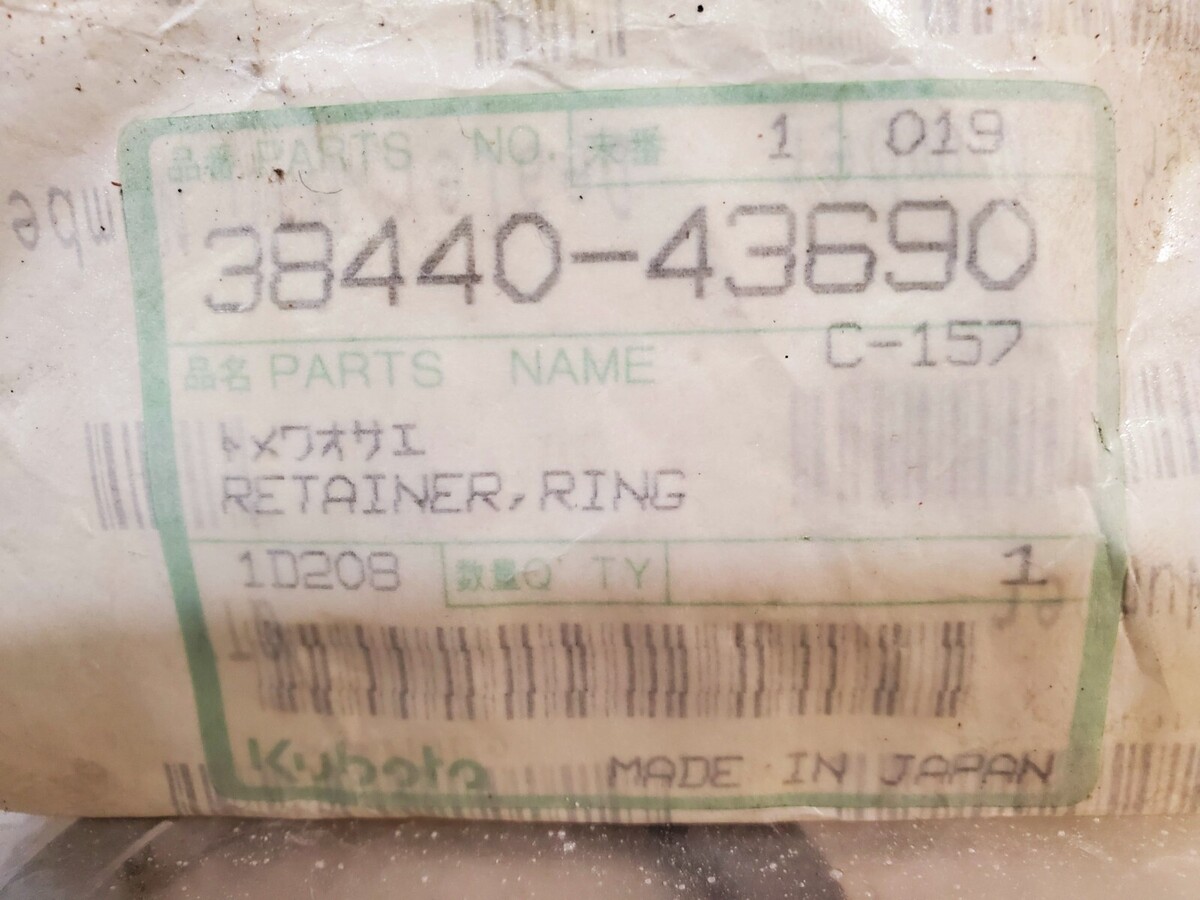 品番 PARTS NO. 末番 1 019
38440-43690
C-157
品名 PARTS NAME
トメワオサエ
RETAINER,RING
1D208 数量Q'TY 1
Kubota MADE IN JAPAN